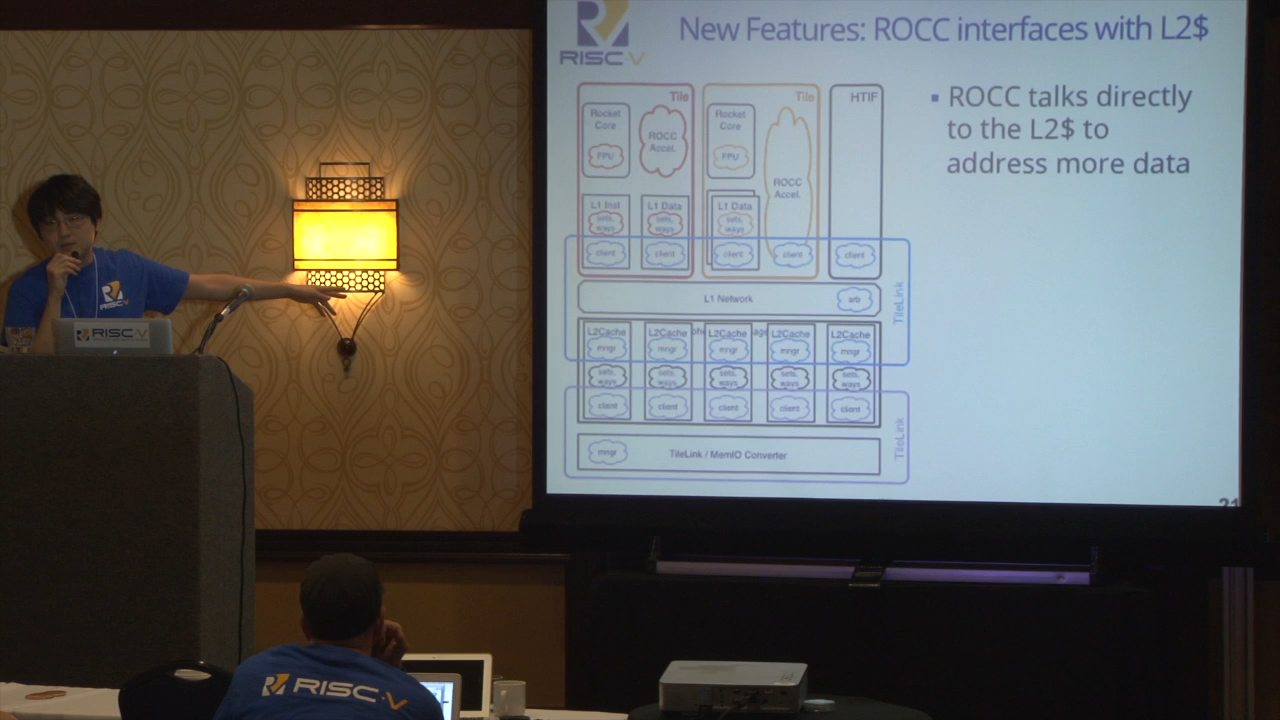 RISC-V
New Features: ROCC interfaces with L2$
▪ ROCC talks directly
to the L2$ to
address more data
Tile
Rocket
Core
FPU
ROCC
Accel.
L1 Inst
sets,
ways
client
L1 Data
sets,
ways
client
Tile
Rocket
Core
FPU
ROCC
Accel.
L1 Data
sets,
ways
client
client
HTIF
client
L1 Network
arb
TileLink
L2Cache
mngr
sets,
ways
client
L2Cache
mngr
sets,
ways
client
L2Cache
mngr
sets,
ways
client
L2Cache
mngr
sets,
ways
client
L2Cache
mngr
sets,
ways
client
TileLink
mngr
TileLink / MemIO Converter
21
RISC-V
RISC-V
RISC-V